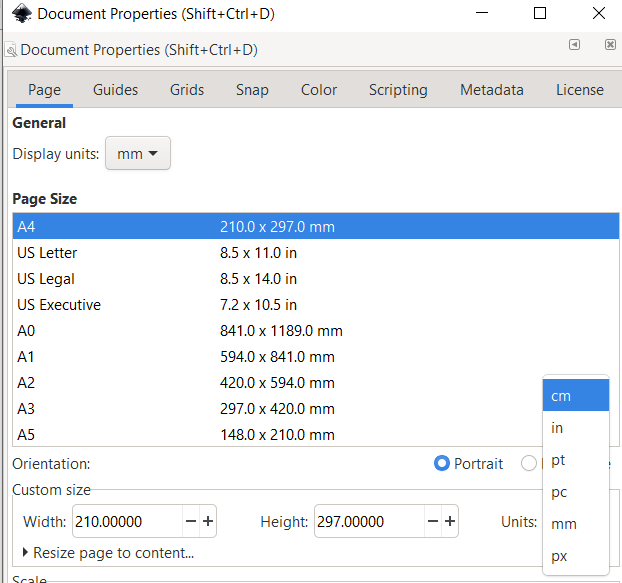 Document Properties (Shift+Ctrl+D)
Document Properties (Shift+Ctrl+D)
Page Guides Grids Snap Color Scripting Metadata License
General
Display units: mm
Page Size
A4 210.0 x 297.0 mm
US Letter 8.5 x 11.0 in
US Legal 8.5 x 14.0 in
US Executive 7.2 x 10.5 in
A0 841.0 x 1189.0 mm
A1 594.0 x 841.0 mm
A2 420.0 x 594.0 mm
A3 297.0 x 420.0 mm
A5 148.0 x 210.0 mm
Orientation: Portrait
Custom size
Width: 210.00000 Height: 297.00000 Units:
Resize page to content...
Scale
cm
in
pt
pc
mm
px